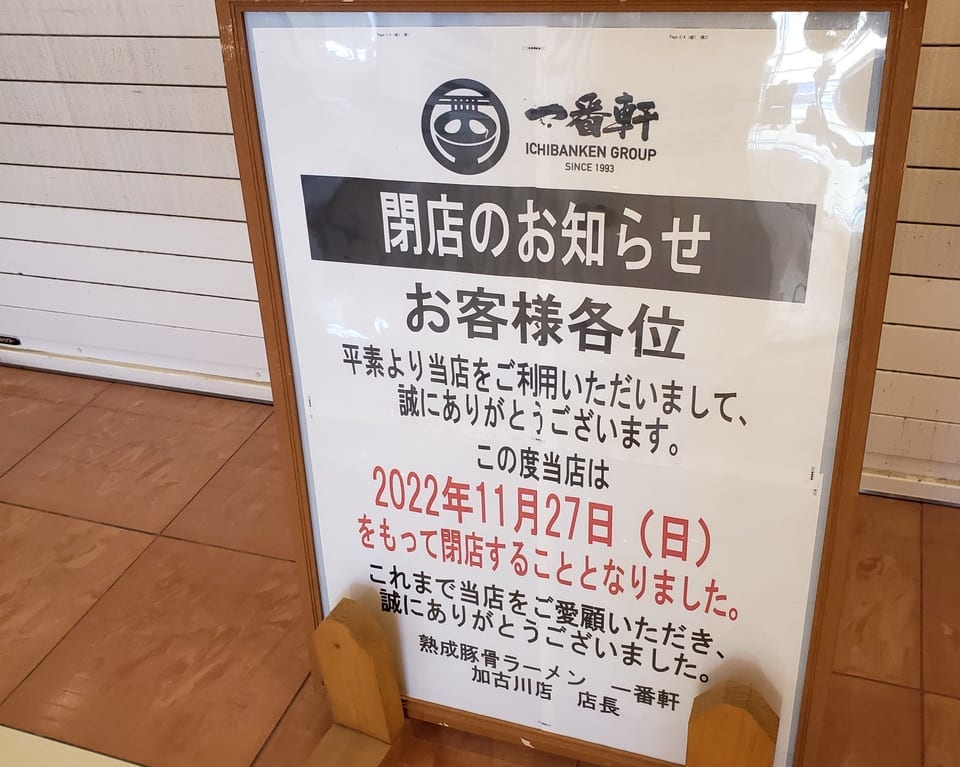 一番軒
ICHIBANKEN GROUP
SINCE 1993
閉店のお知らせ
お客様各位
平素より当店をご利用いただいまして、
誠にありがとうございます。
この度当店は
2022年11月27日（日）
をもって閉店することとなりました。
これまで当店をご愛顧いただき、
誠にありがとうございました。
熟成豚骨ラーメン　一番軒
加古川店　店長